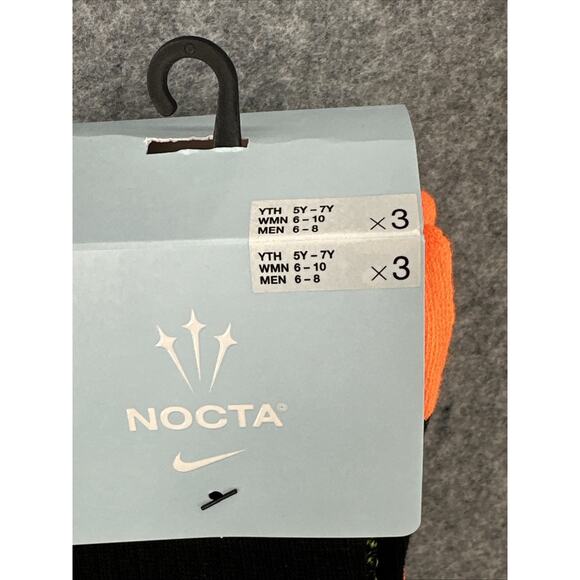 YTH 5Y – 7Y
WMN 6 – 10
MEN 6 – 8
×3
YTH 5Y – 7Y
WMN 6 – 10
MEN 6 – 8
×3
NOCTA